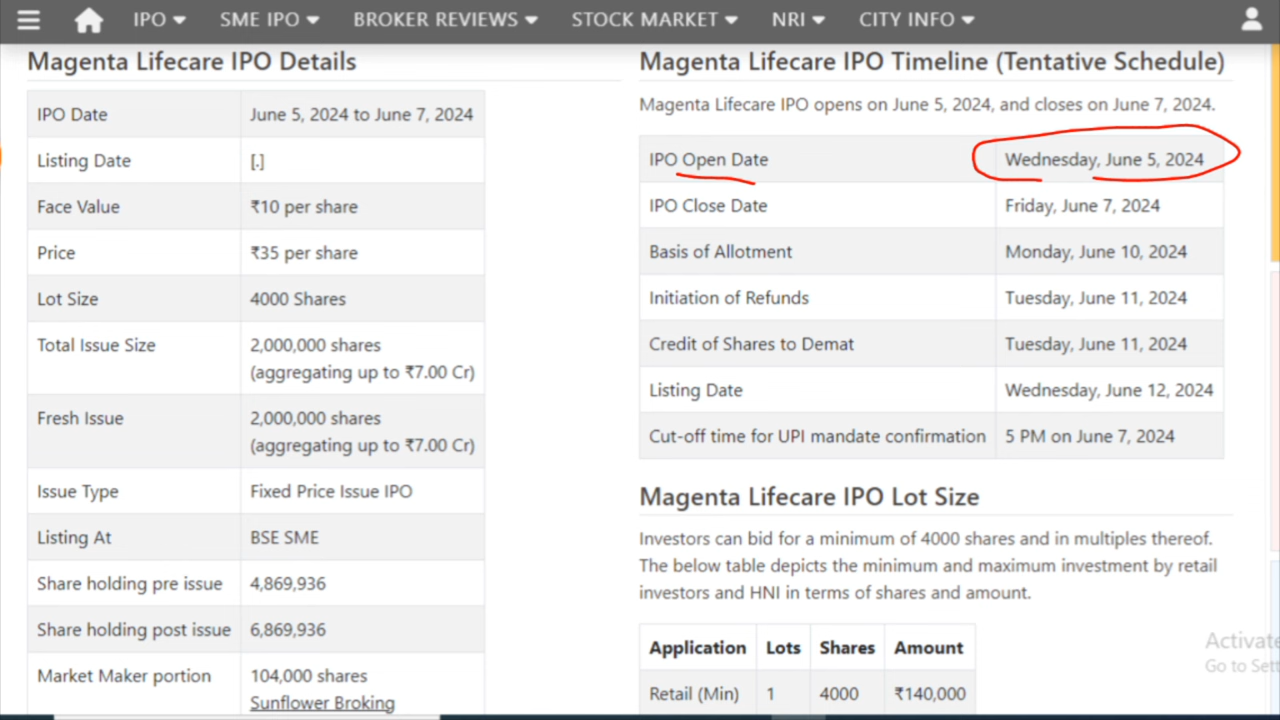 IPO SME IPO BROKER REVIEWS STOCK MARKET NRI CITY INFO
Magenta Lifecare IPO Details
IPO Date June 5, 2024 to June 7, 2024
Listing Date [.]
Face Value ₹10 per share
Price ₹35 per share
Lot Size 4000 Shares
Total Issue Size 2,000,000 shares
(aggregating up to ₹7.00 Cr)
Fresh Issue 2,000,000 shares
(aggregating up to ₹7.00 Cr)
Issue Type Fixed Price Issue IPO
Listing At BSE SME
Share holding pre issue 4,869,936
Share holding post issue 6,869,936
Market Maker portion 104,000 shares
Sunflower Broking
Magenta Lifecare IPO Timeline (Tentative Schedule)
Magenta Lifecare IPO opens on June 5, 2024, and closes on June 7, 2024.
IPO Open Date Wednesday, June 5, 2024
IPO Close Date Friday, June 7, 2024
Basis of Allotment Monday, June 10, 2024
Initiation of Refunds Tuesday, June 11, 2024
Credit of Shares to Demat Tuesday, June 11, 2024
Listing Date Wednesday, June 12, 2024
Cut-off time for UPI mandate confirmation 5 PM on June 7, 2024
Magenta Lifecare IPO Lot Size
Investors can bid for a minimum of 4000 shares and in multiples thereof.
The below table depicts the minimum and maximum investment by retail
investors and HNI in terms of shares and amount.
Application Lots Shares Amount
Retail (Min) 1 4000 ₹140,000
Activate
Go to Sett